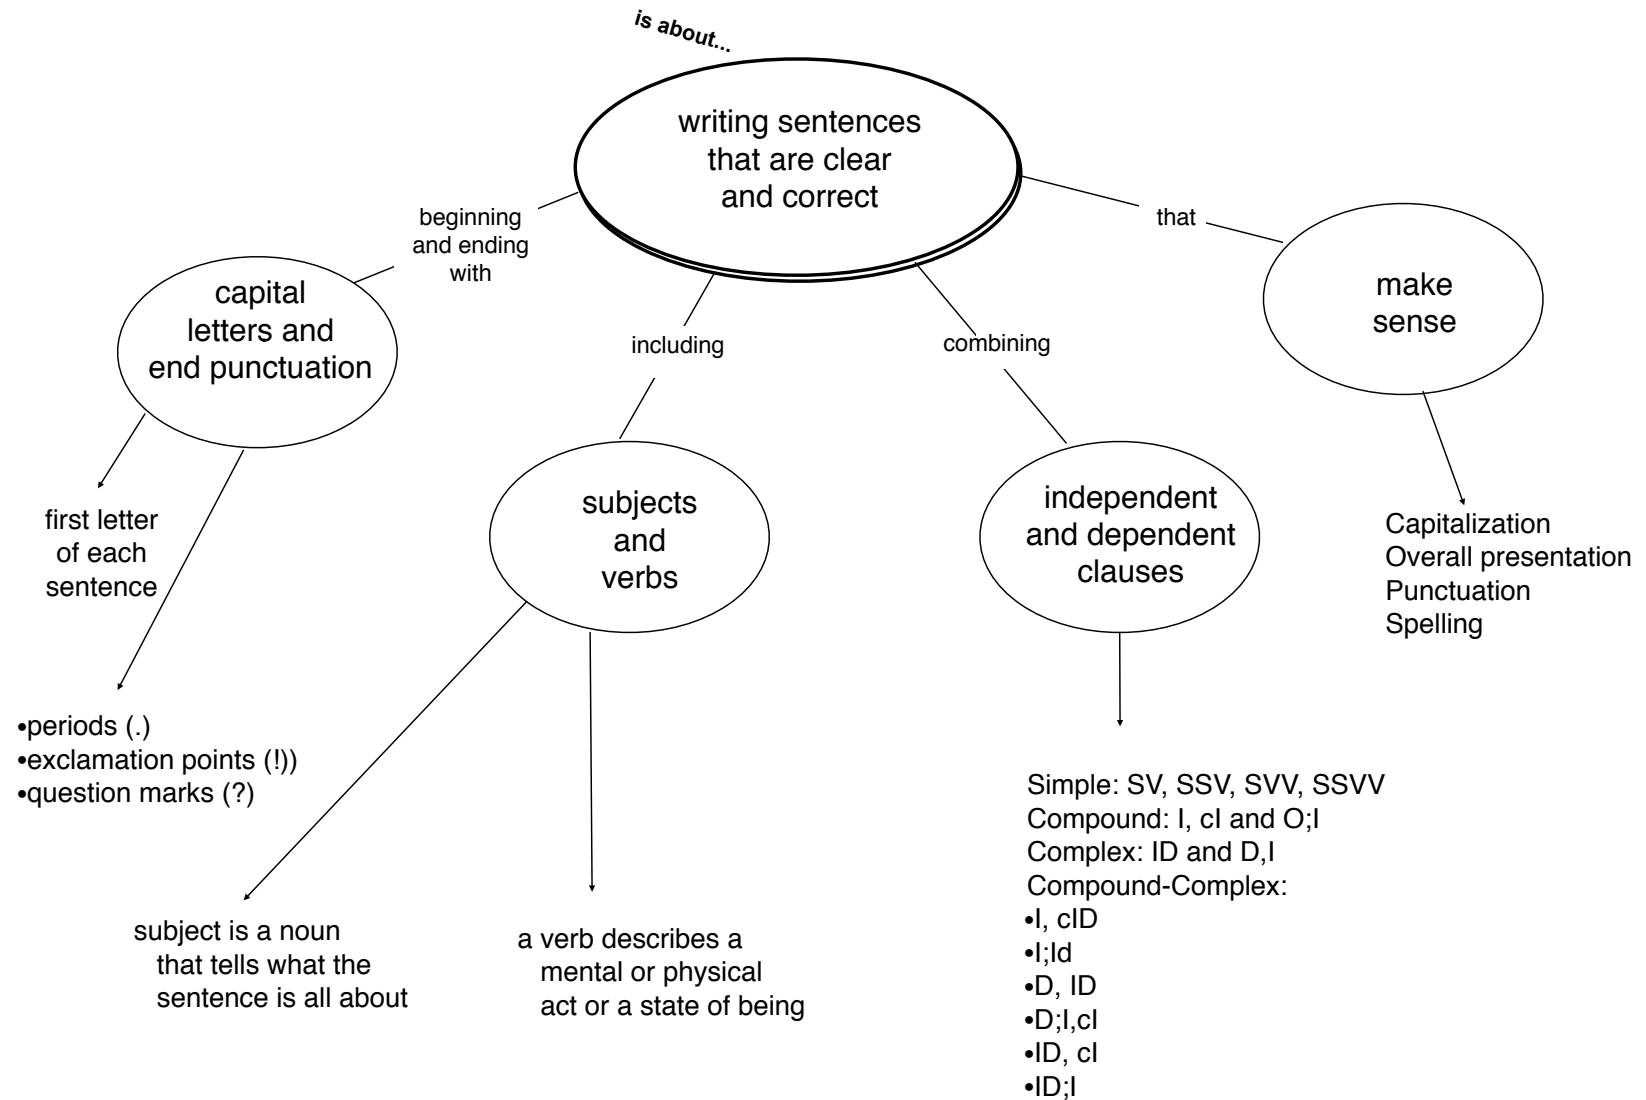 is about...
writing sentences
that are clear
and correct
beginning
and ending
with
capital
letters and
end punctuation
first letter
of each
sentence
•periods (.)
•exclamation points (!))
•question marks (?)
including
subjects
and
verbs
subject is a noun
that tells what the
sentence is all about
a verb describes a
mental or physical
act or a state of being
combining
independent
and dependent
clauses
Simple: SV, SSV, SVV, SSVV
Compound: I, cI and O;I
Complex: ID and D,I
Compound-Complex:
•I, cID
•I;Id
•D, ID
•D;I,cI
•ID, cI
•ID;I
that
make
sense
Capitalization
Overall presentation
Punctuation
Spelling